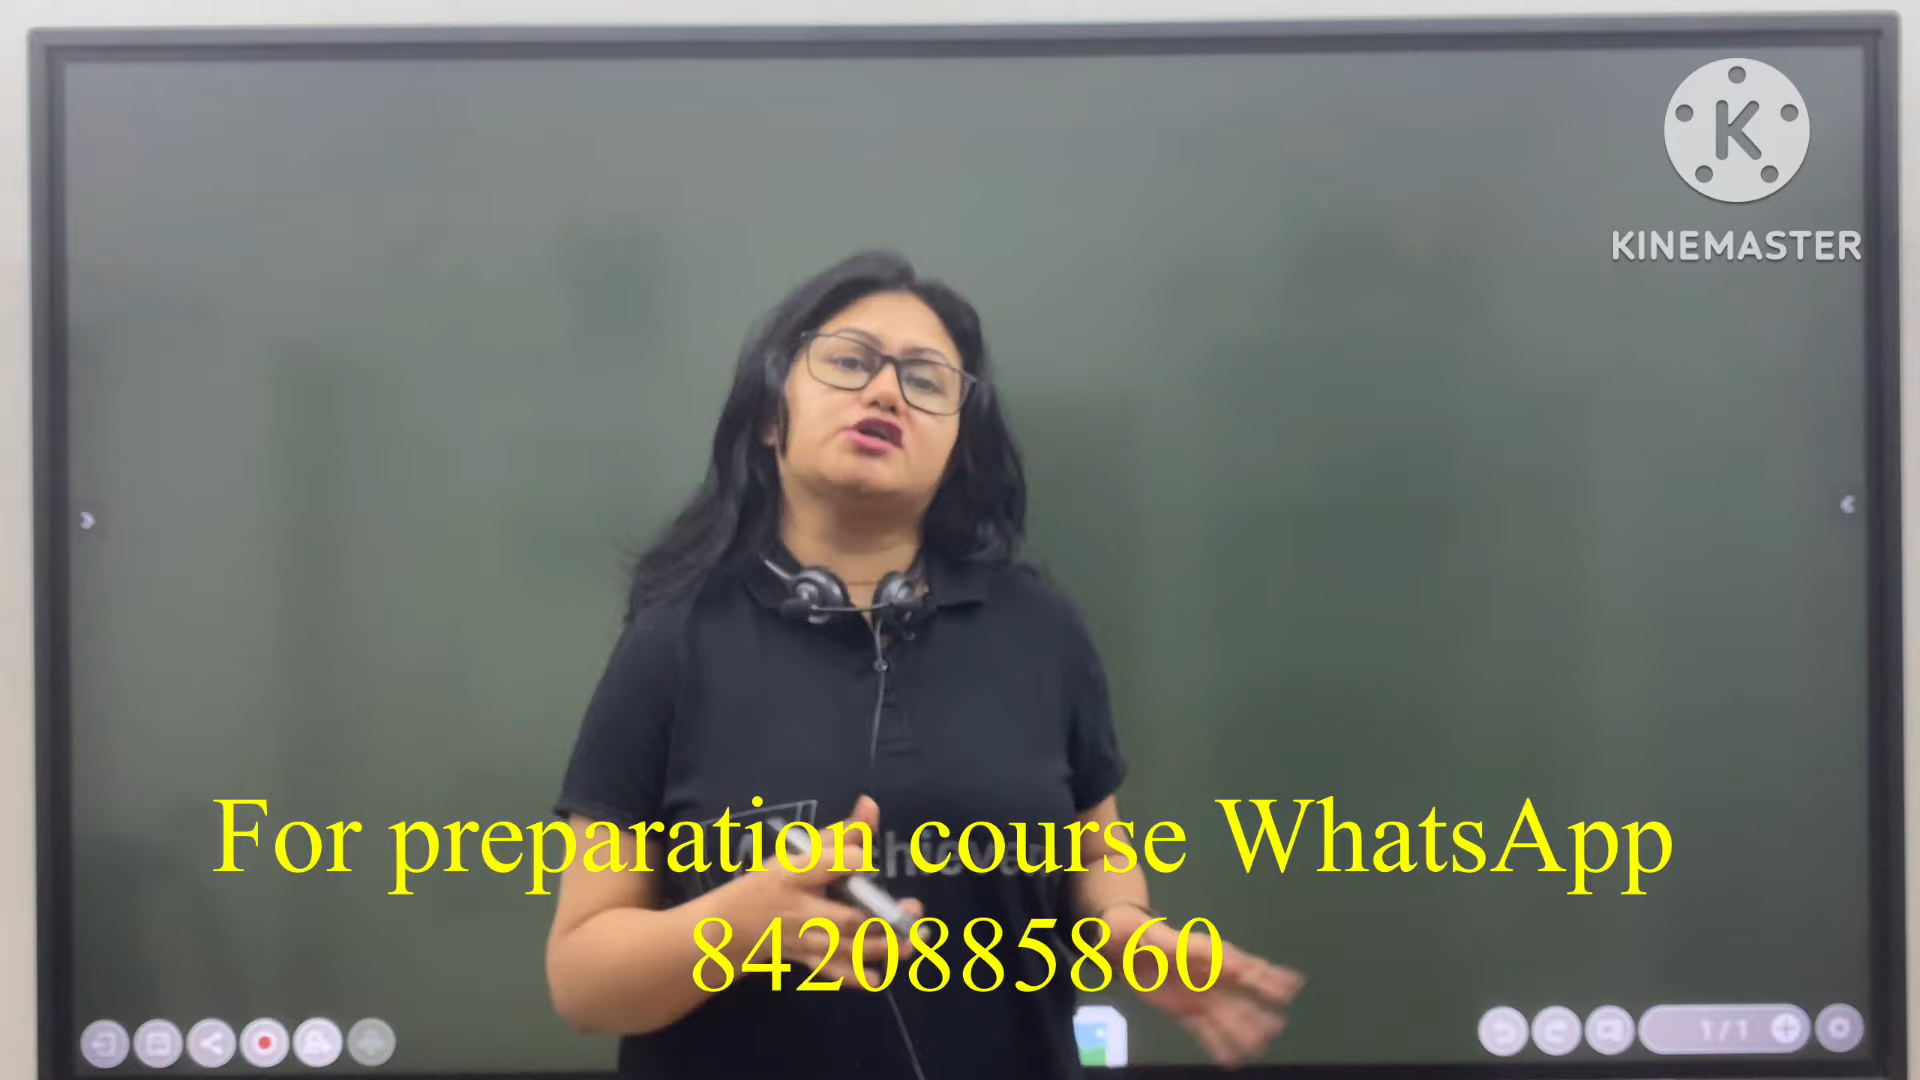 K
KINEMASTER
For preparation course WhatsApp
8420885860
1/1